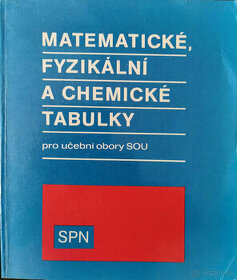 MATEMATICKÉ,
FYZIKÁLNÍ
A CHEMICKÉ
TABULKY
pro učební obory SOU
SPN